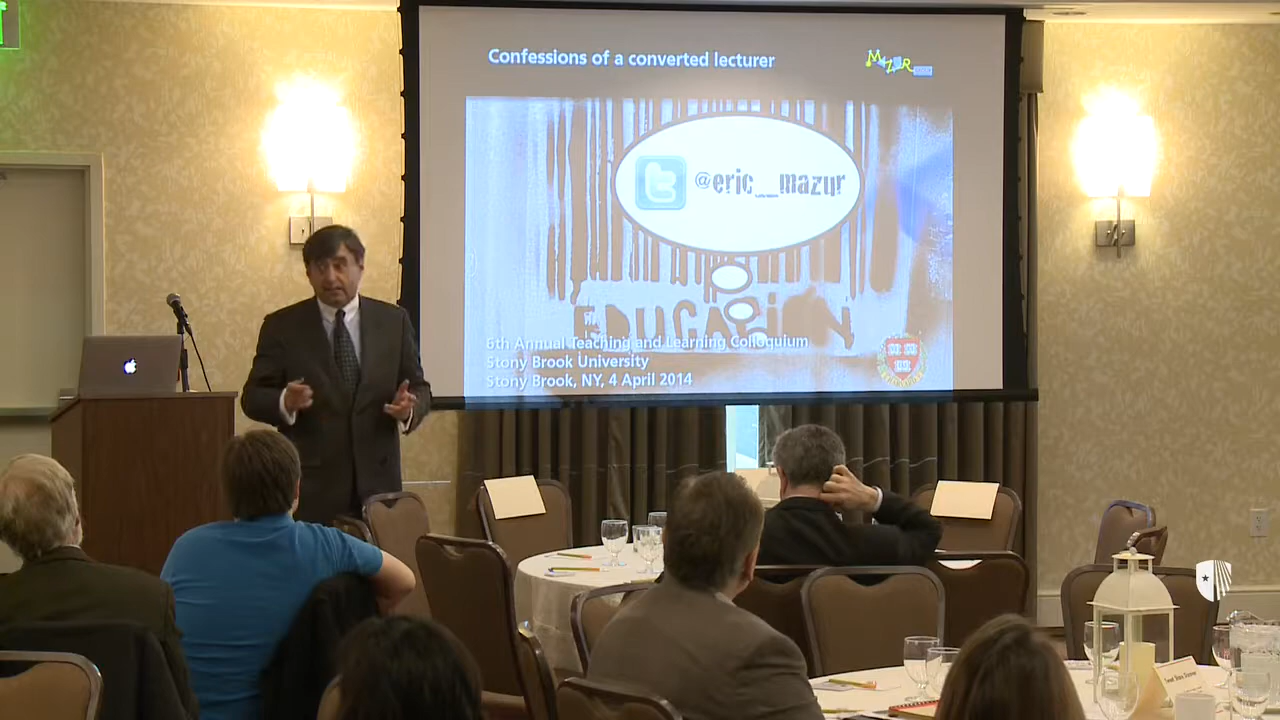 Confessions of a converted lecturer
MAZUR
@eric_mazur
EDUCATION
6th Annual Teaching and Learning Colloquium
Stony Brook University
Stony Brook, NY, 4 April 2014